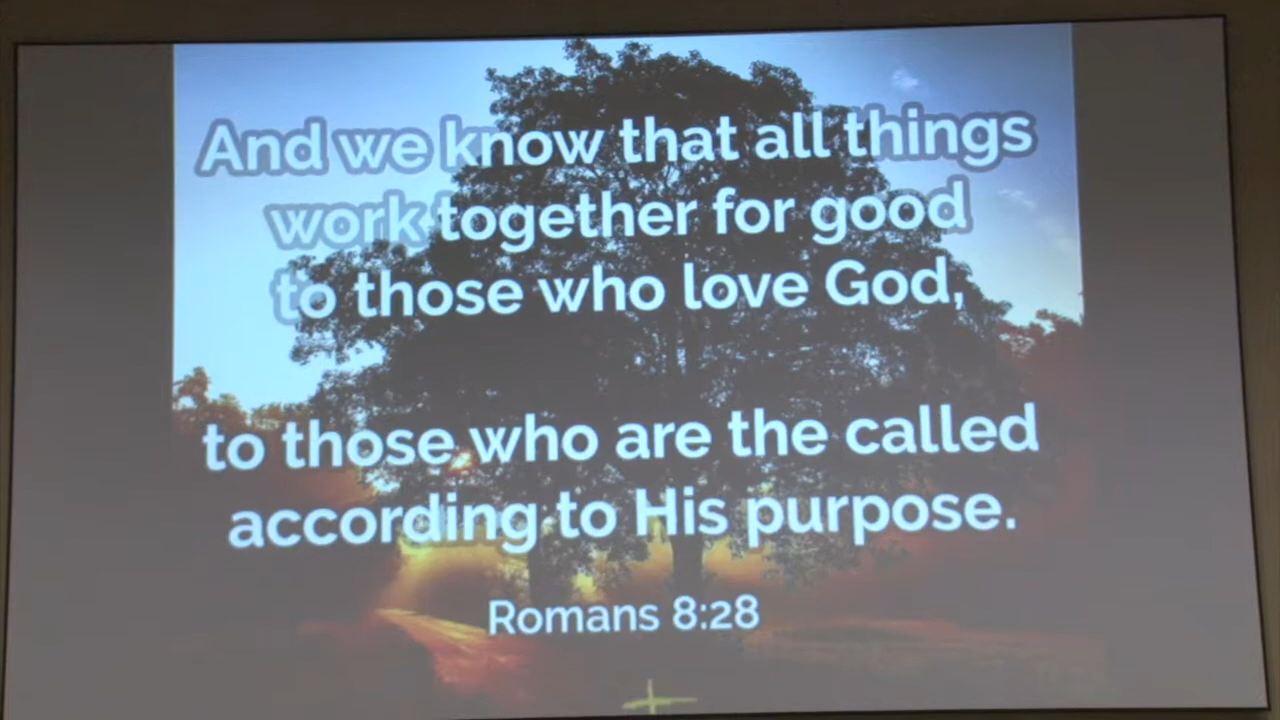 And we know that all things
work together for good
to those who love God,
to those who are the called
according to His purpose.
Romans 8:28